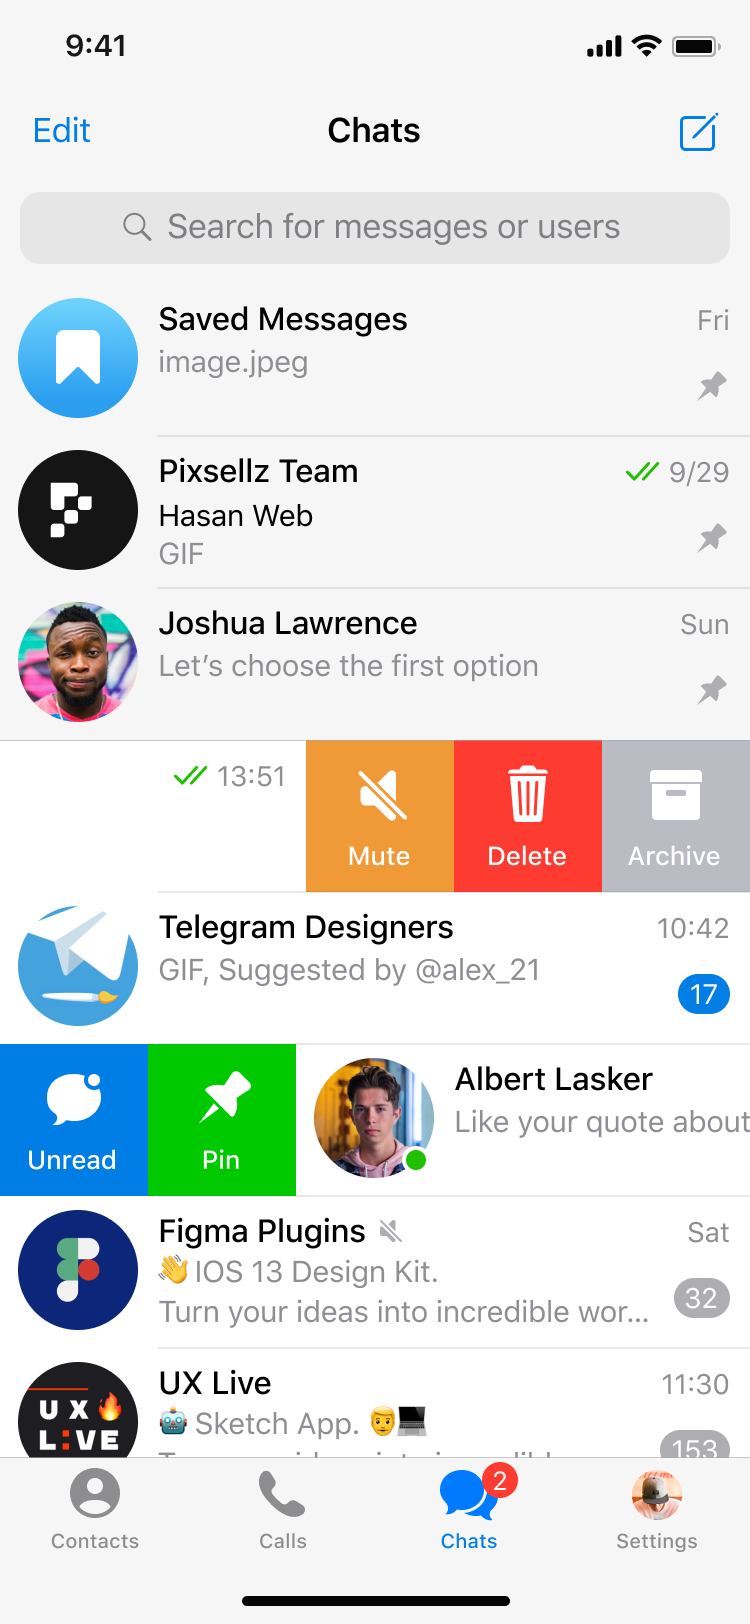 9:41
Edit
Chats
Search for messages or users
Saved Messages
Fri
image.jpeg
Pixsellz Team
9/29
Hasan Web
GIF
Joshua Lawrence
Sun
Let’s choose the first option
13:51
Mute
Delete
Archive
Telegram Designers
10:42
GIF, Suggested by @alex_21
17
Unread
Pin
Albert Lasker
Like your quote about
Figma Plugins
Sat
👋IOS 13 Design Kit.
Turn your ideas into incredible wor...
32
UX
LIVE
UX Live
11:30
🤖 Sketch App. 👨‍💻
153
2
Contacts
Calls
Chats
Settings